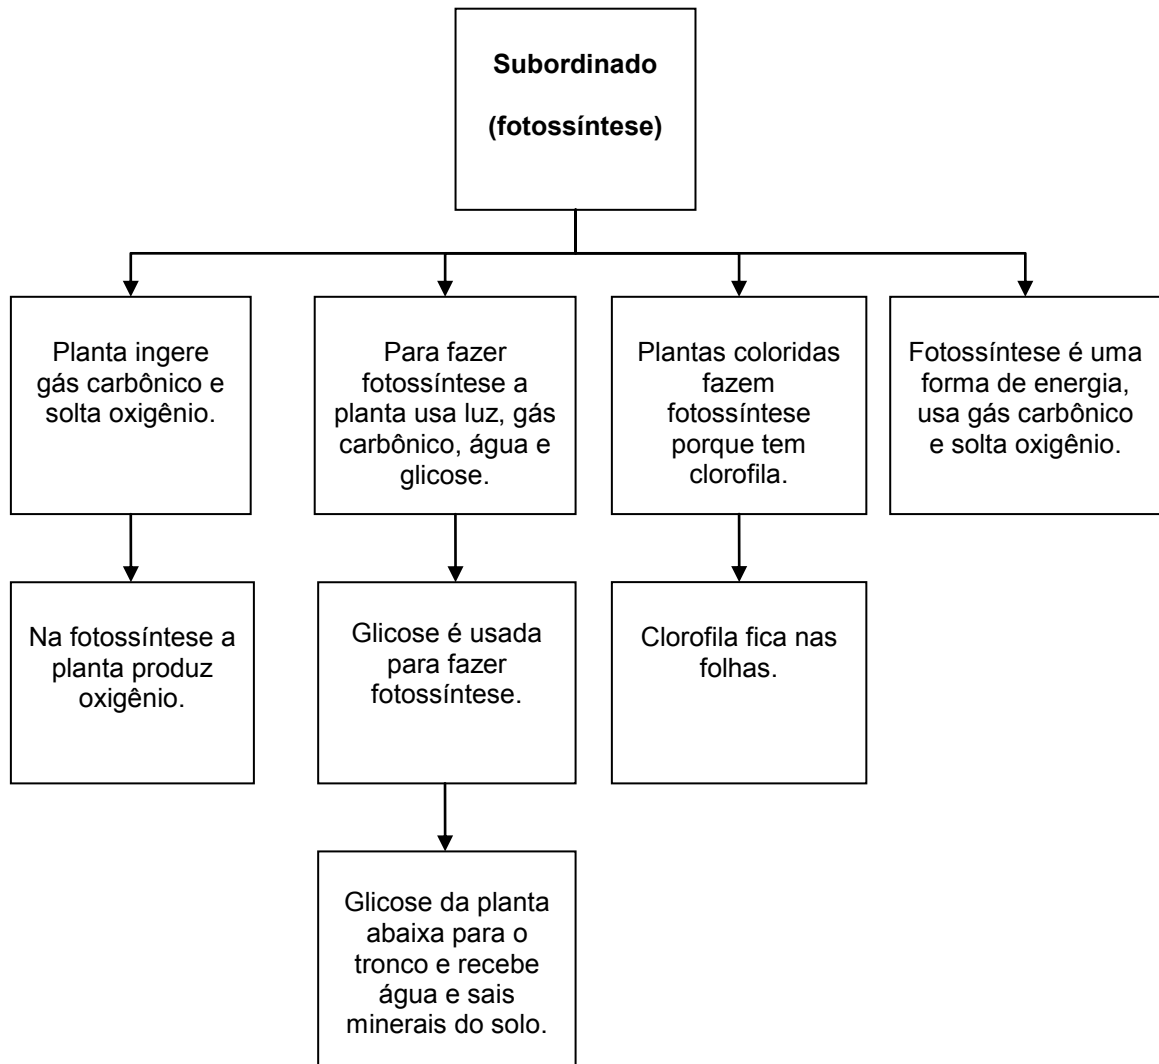 Subordinado
(fotossíntese)
Planta ingere
gás carbônico e
solta oxigênio.
Para fazer
fotossíntese a
planta usa luz, gás
carbônico, água e
glicose.
Plantas coloridas
fazem
fotossíntese
porque tem
clorofila.
Fotossíntese é uma
forma de energia,
usa gás carbônico
e solta oxigênio.
Na fotossíntese a
planta produz
oxigênio.
Glicose é usada
para fazer
fotossíntese.
Clorofila fica nas
folhas.
Glicose da planta
abaixa para o
tronco e recebe
água e sais
minerais do solo.